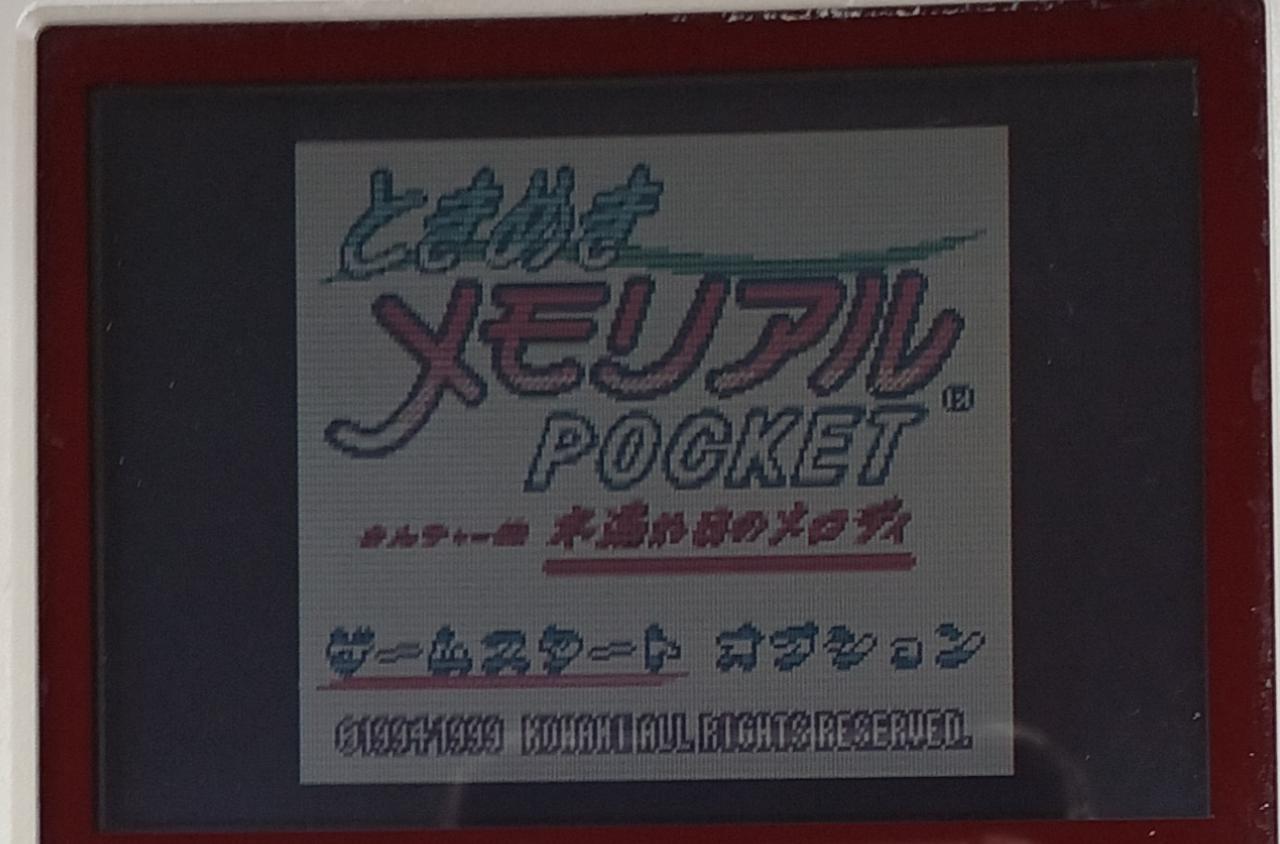 ときめき
メモリアル
POCKET ®
カルチャー編 木漏れ日のメロディ
ゲームスタート オプション
©1994 1999 KONAMI ALL RIGHTS RESERVED.